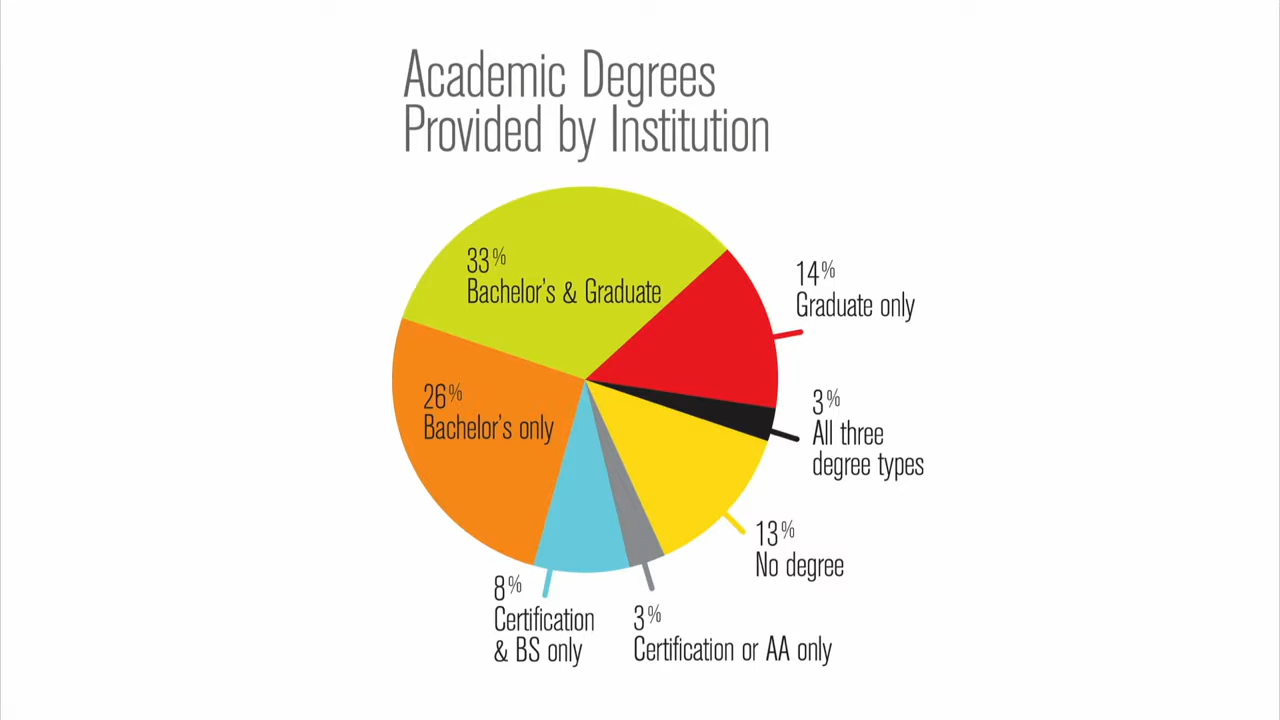 Academic Degrees
Provided by Institution
33%
Bachelor's & Graduate
14%
Graduate only
26%
Bachelor's only
3%
All three
degree types
13%
No degree
8%
Certification
& BS only
3%
Certification or AA only